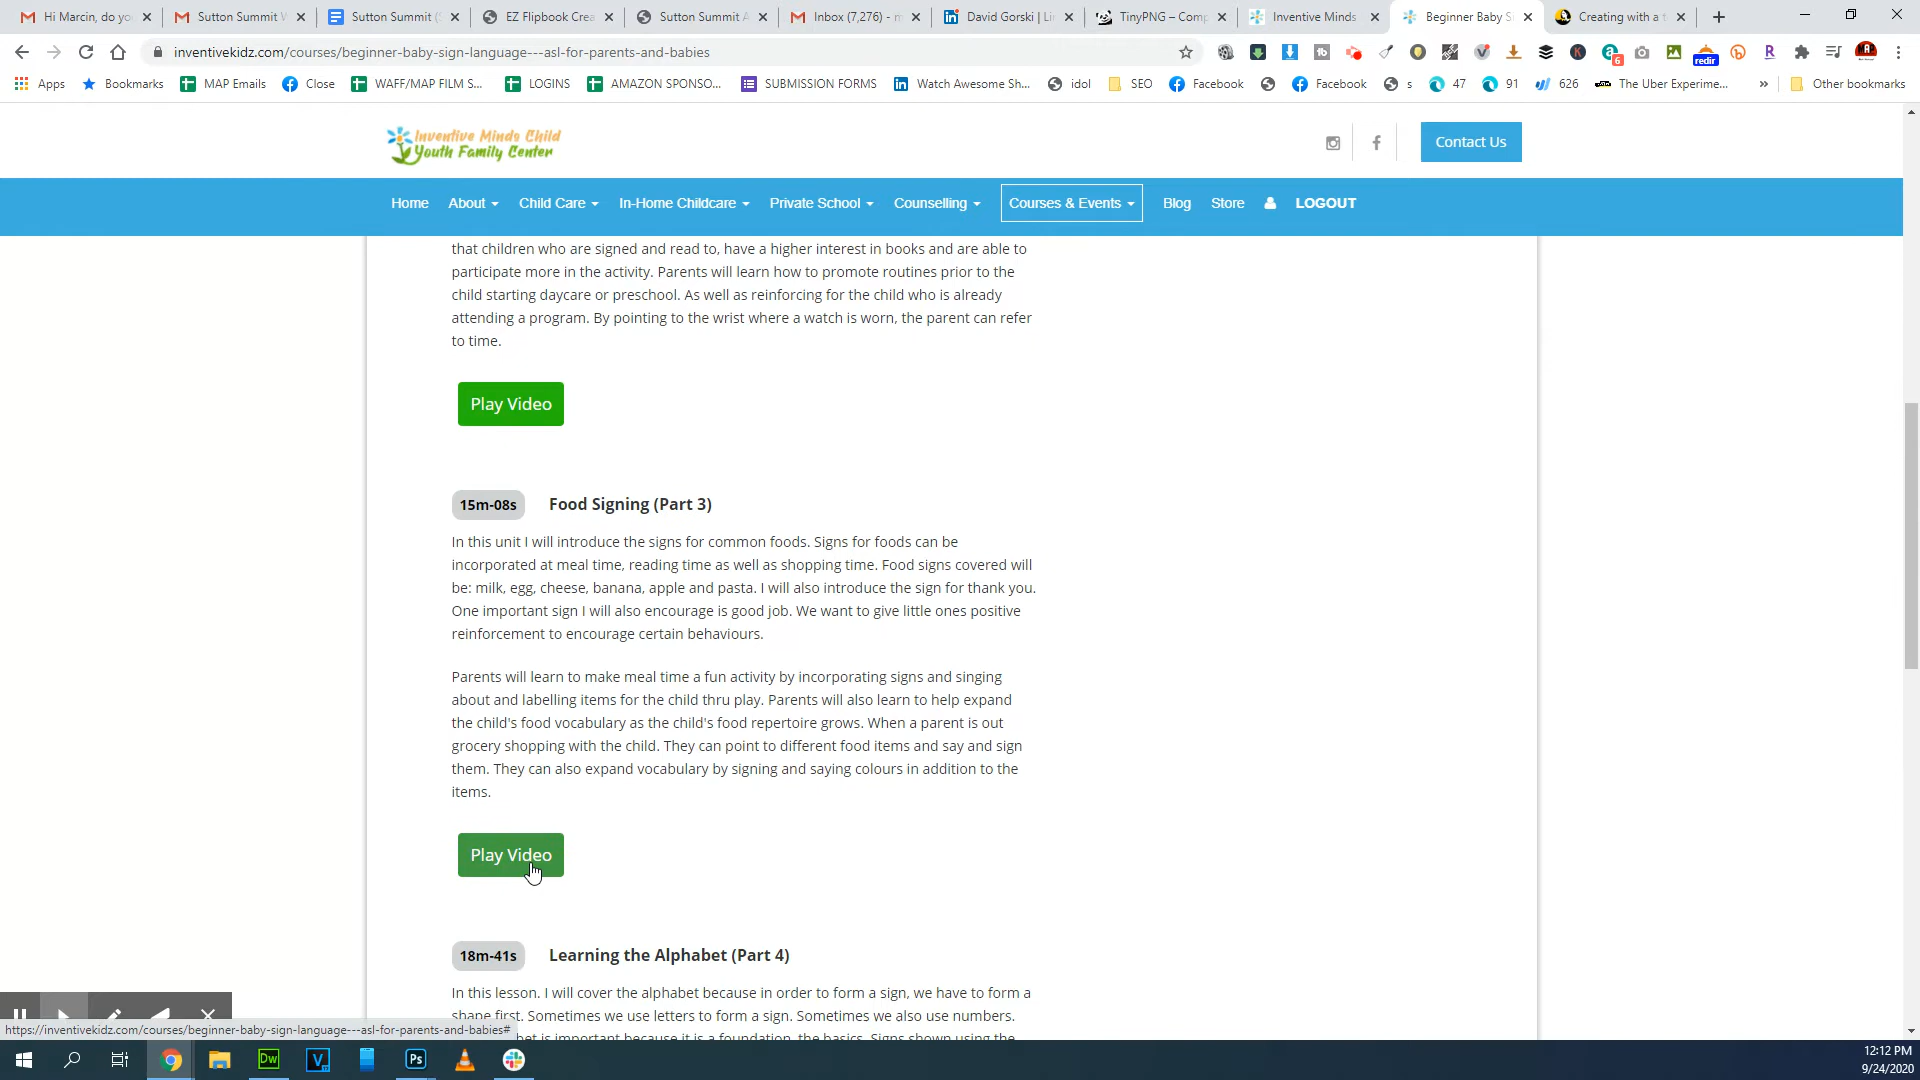 Hi Marcin, do yo
Sutton Summit
Sutton Summit
EZ Flipbook Crea
Sutton Summit
Inbox (7,276)
David Gorski | Li
TinyPNG – Comp
Inventive Minds
Beginner Baby S
Creating with a t
inventivekidz.com/courses/beginner-baby-sign-language---asl-for-parents-and-babies
6
redir
Apps Bookmarks MAP Emails Close WAFF/MAP FILM S... LOGINS AMAZON SPONSO... SUBMISSION FORMS Watch Awesome Sh... idol SEO Facebook Facebook s 47 91 626 The Uber Experime... » Other bookmarks
Inventive Minds Child
Youth Family Center
Contact Us
Home About Child Care In-Home Childcare Private School Counselling Courses & Events Blog Store LOGOUT
that children who are signed and read to, have a higher interest in books and are able to
participate more in the activity. Parents will learn how to promote routines prior to the
child starting daycare or preschool. As well as reinforcing for the child who is already
attending a program. By pointing to the wrist where a watch is worn, the parent can refer
to time.
Play Video
15m-08s Food Signing (Part 3)
In this unit I will introduce the signs for common foods. Signs for foods can be
incorporated at meal time, reading time as well as shopping time. Food signs covered will
be: milk, egg, cheese, banana, apple and pasta. I will also introduce the sign for thank you.
One important sign I will also encourage is good job. We want to give little ones positive
reinforcement to encourage certain behaviours.
Parents will learn to make meal time a fun activity by incorporating signs and singing
about and labelling items for the child thru play. Parents will also learn to help expand
the child's food vocabulary as the child's food repertoire grows. When a parent is out
grocery shopping with the child. They can point to different food items and say and sign
them. They can also expand vocabulary by signing and saying colours in addition to the
items.
Play Video
18m-41s Learning the Alphabet (Part 4)
In this lesson. I will cover the alphabet because in order to form a sign, we have to form a
shape first. Sometimes we use letters to form a sign. Sometimes we also use numbers.
https://inventivekidz.com/courses/beginner-baby-sign-language---asl-for-parents-and-babies#
bet is important because it is a foundation, the basics. Signs shown using the
Dw
Ps
12:12 PM
9/24/2020